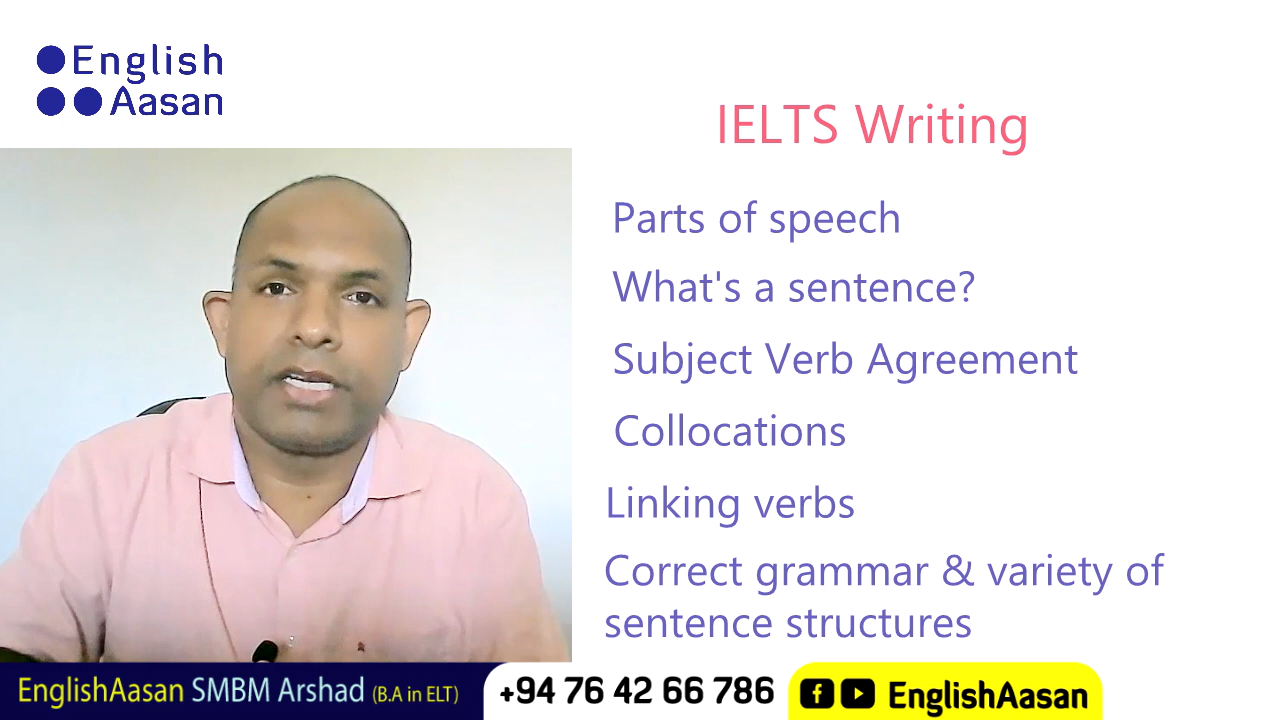 English
Aasan
IELTS Writing
Parts of speech
What's a sentence?
Subject Verb Agreement
Collocations
Linking verbs
Correct grammar & variety of
sentence structures
EnglishAasan SMBM Arshad (B.A in ELT)
+94 76 42 66 786
EnglishAasan